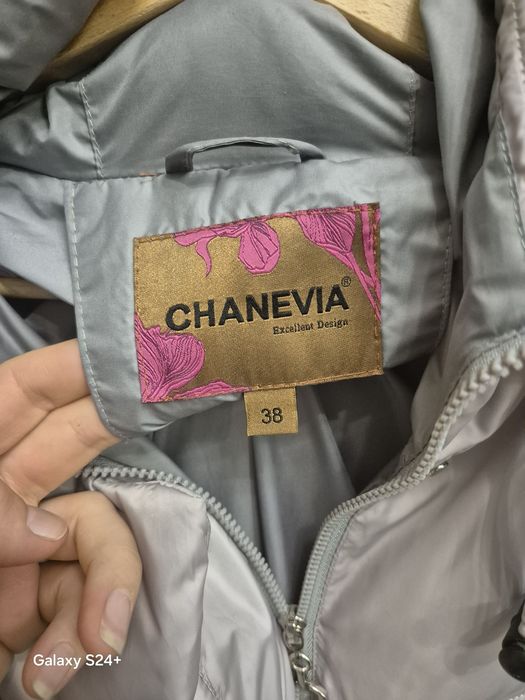 CHANEVIA®
Excellent Design
38
Galaxy S24+